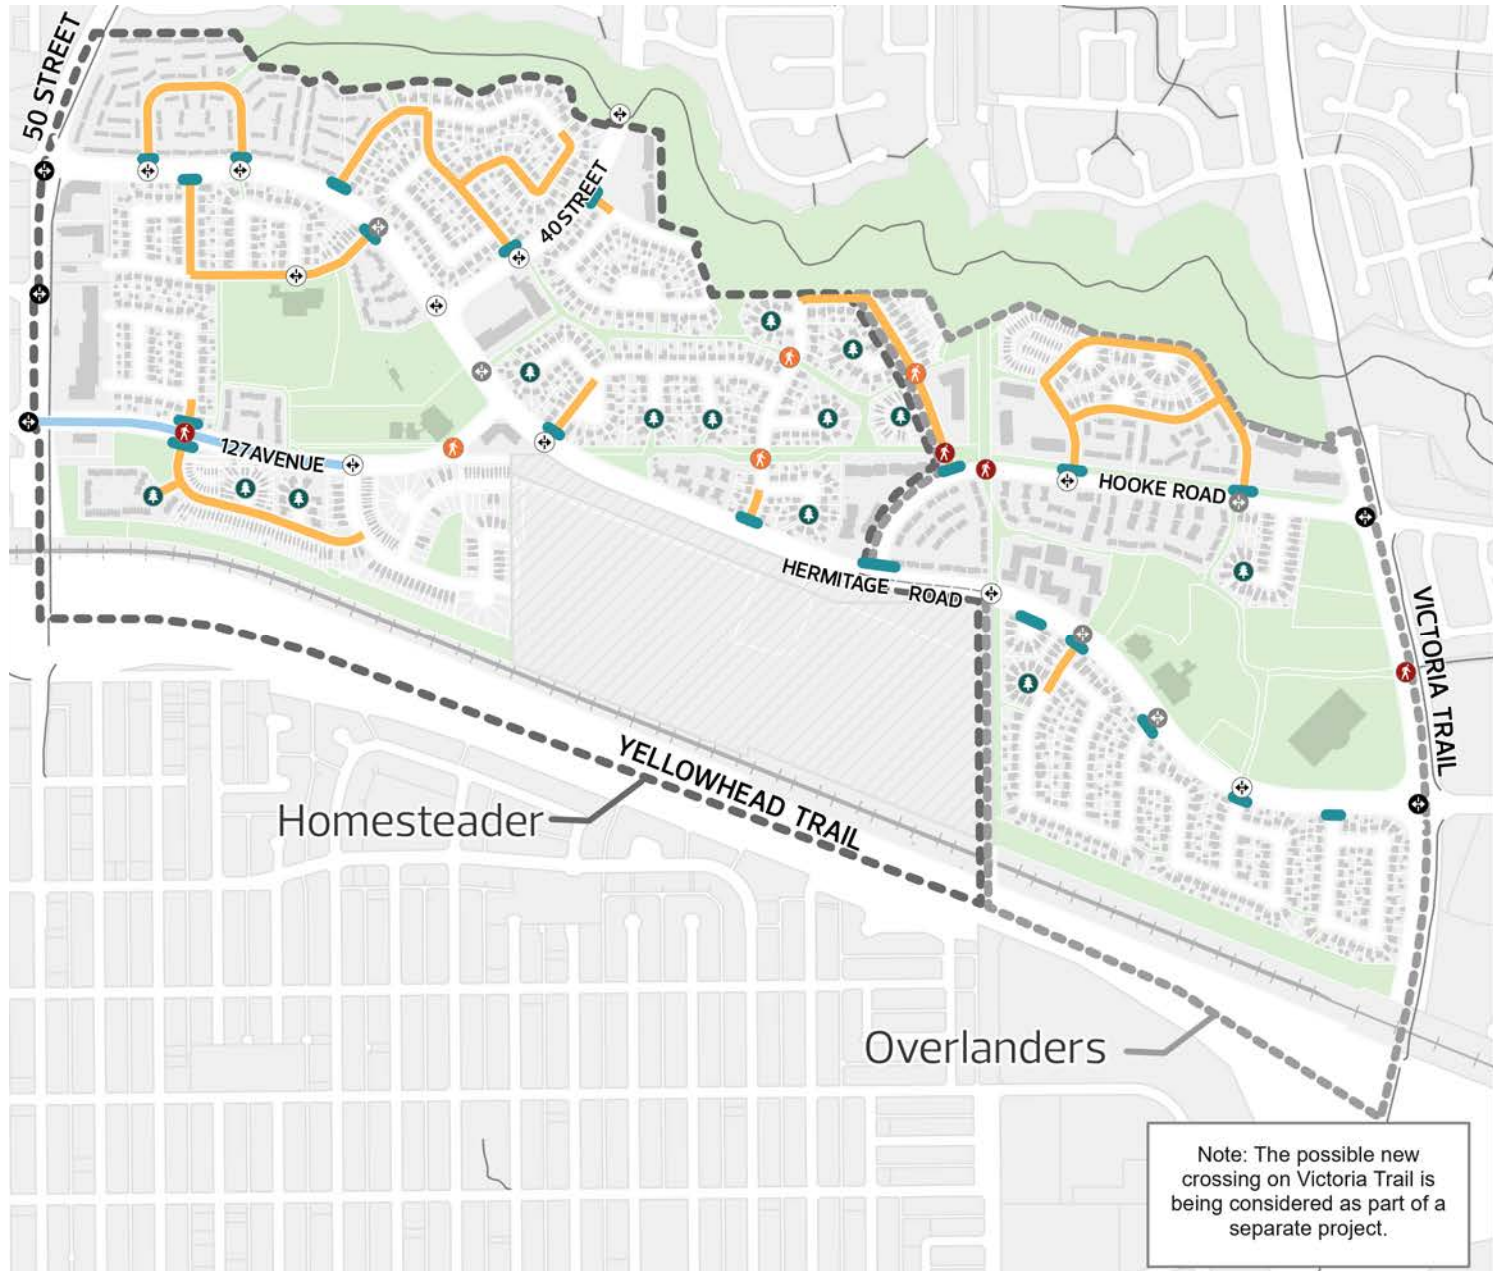 50 STREET
40 STREET
127 AVENUE
HOOKE ROAD
HERMITAGE ROAD
VICTORIA TRAIL
YELLOWHEAD TRAIL
Homesteader
Overlanders
Note: The possible new
crossing on Victoria Trail is
being considered as part of a
separate project.